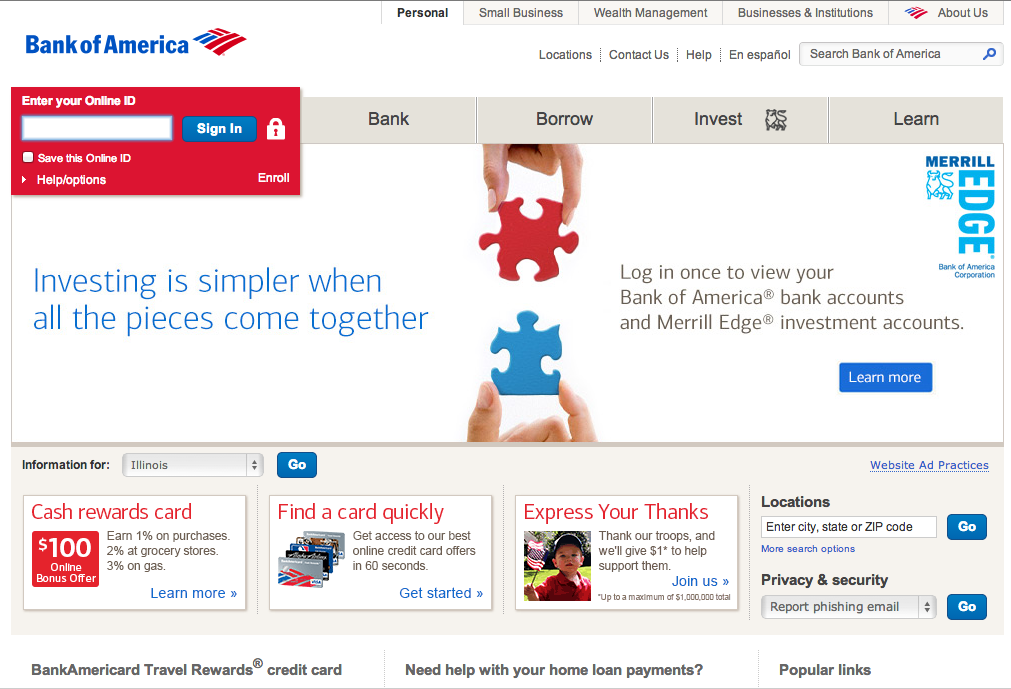 Personal
Small Business
Wealth Management
Businesses & Institutions
About Us
Bank of America
Locations
Contact Us
Help
En español
Search Bank of America
Enter your Online ID
Sign In
Save this Online ID
Help/options
Enroll
Bank
Borrow
Invest
Learn
MERRILL
EDGE®
Bank of America
Corporation
Investing is simpler when
all the pieces come together
Log in once to view your
Bank of America® bank accounts
and Merrill Edge® investment accounts.
Learn more
Information for:
Illinois
Go
Website Ad Practices
Cash rewards card
$100
Online
Bonus Offer
Earn 1% on purchases.
2% at grocery stores.
3% on gas.
Learn more »
Find a card quickly
Get access to our best
online credit card offers
in 60 seconds.
Get started »
Express Your Thanks
Thank our troops, and
we'll give $1* to help
support them.
Join us »
*Up to a maximum of $1,000,000 total
Locations
Enter city, state or ZIP code
Go
More search options
Privacy & security
Report phishing email
Go
BankAmericard Travel Rewards® credit card
Need help with your home loan payments?
Popular links